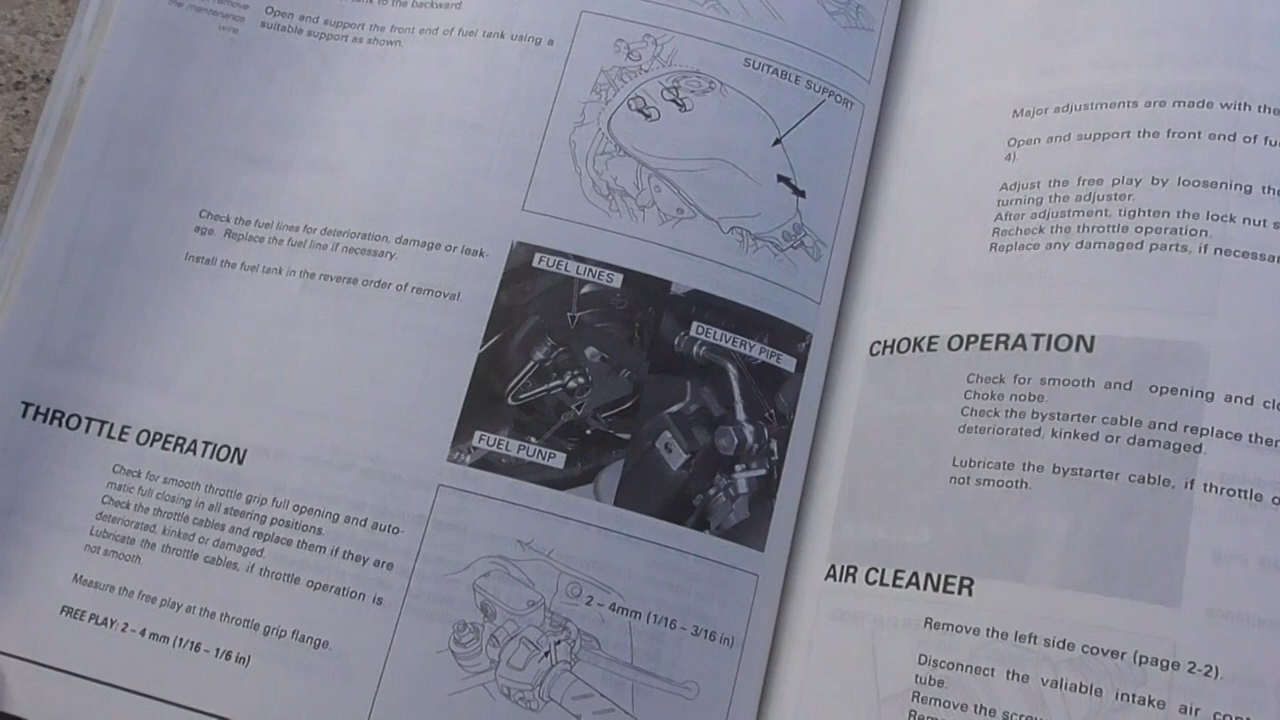 remove
the maintenance
wire.
to the backward.
Open and support the front end of fuel tank using a
suitable support as shown.
SUITABLE SUPPORT
Check the fuel lines for deterioration, damage or leak-
age. Replace the fuel line if necessary.
Install the fuel tank in the reverse order of removal.
FUEL LINES
DELIVERY PIPE
FUEL PUNP
THROTTLE OPERATION
Check for smooth throttle grip full opening and auto-
matic full closing in all steering positions.
Check the throttle cables and replace them if they are
deteriorated, kinked or damaged.
Lubricate the throttle cables, if throttle operation is
not smooth.
Measure the free play at the throttle grip flange.
FREE PLAY: 2 – 4 mm (1/16 – 1/6 in)
2 – 4mm (1/16 – 3/16 in)
Major adjustments are made with the
Open and support the front end of
4).
Adjust the free play by loosening
turning the adjuster.
After adjustment, tighten the lock nut
Recheck the throttle operation.
Replace any damaged parts, if
CHOKE OPERATION
Check for smooth and opening and
Choke nobe.
Check the bystarter cable and replace
deteriorated, kinked or damaged.
Lubricate the bystarter cable, if throttle
not smooth.
AIR CLEANER
Remove the left side cover (page 2-2).
Disconnect the valiable intake air
tube.
Remove the